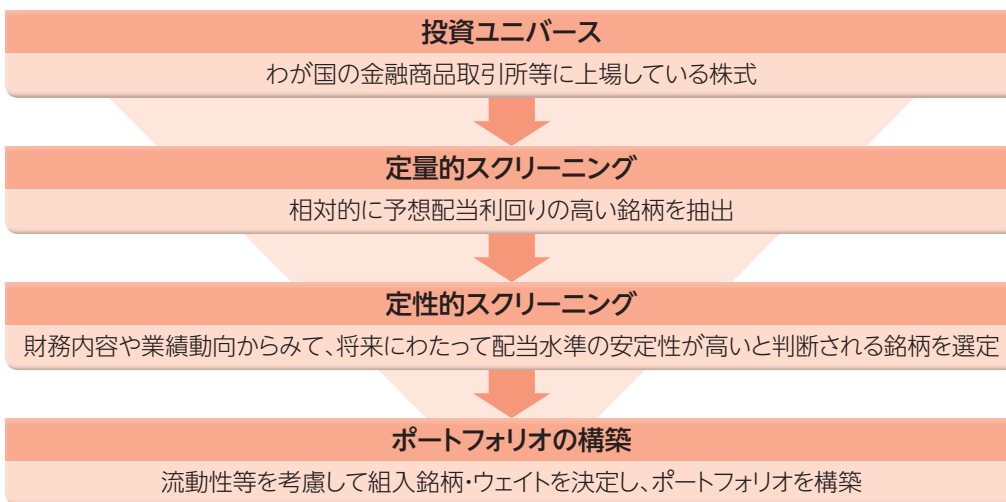 投資ユニバース
わが国の金融商品取引所等に上場している株式
定量的スクリーニング
相対的に予想配当利回りの高い銘柄を抽出
定性的スクリーニング
財務内容や業績動向からみて、将来にわたって配当水準の安定性が高いと判断される銘柄を選定
ポートフォリオの構築
流動性等を考慮して組入銘柄・ウェイトを決定し、ポートフォリオを構築